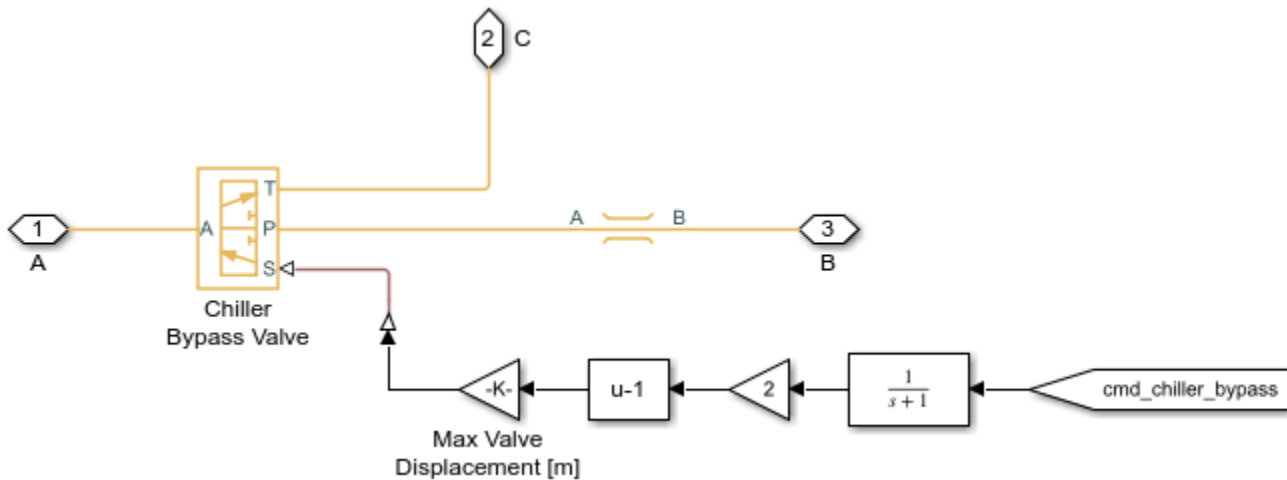 2
C
T
A
P
S
1
A
A
B
3
B
Chiller
Bypass Valve
-K-
u-1
2
1
s + 1
cmd_chiller_bypass
Max Valve
Displacement [m]